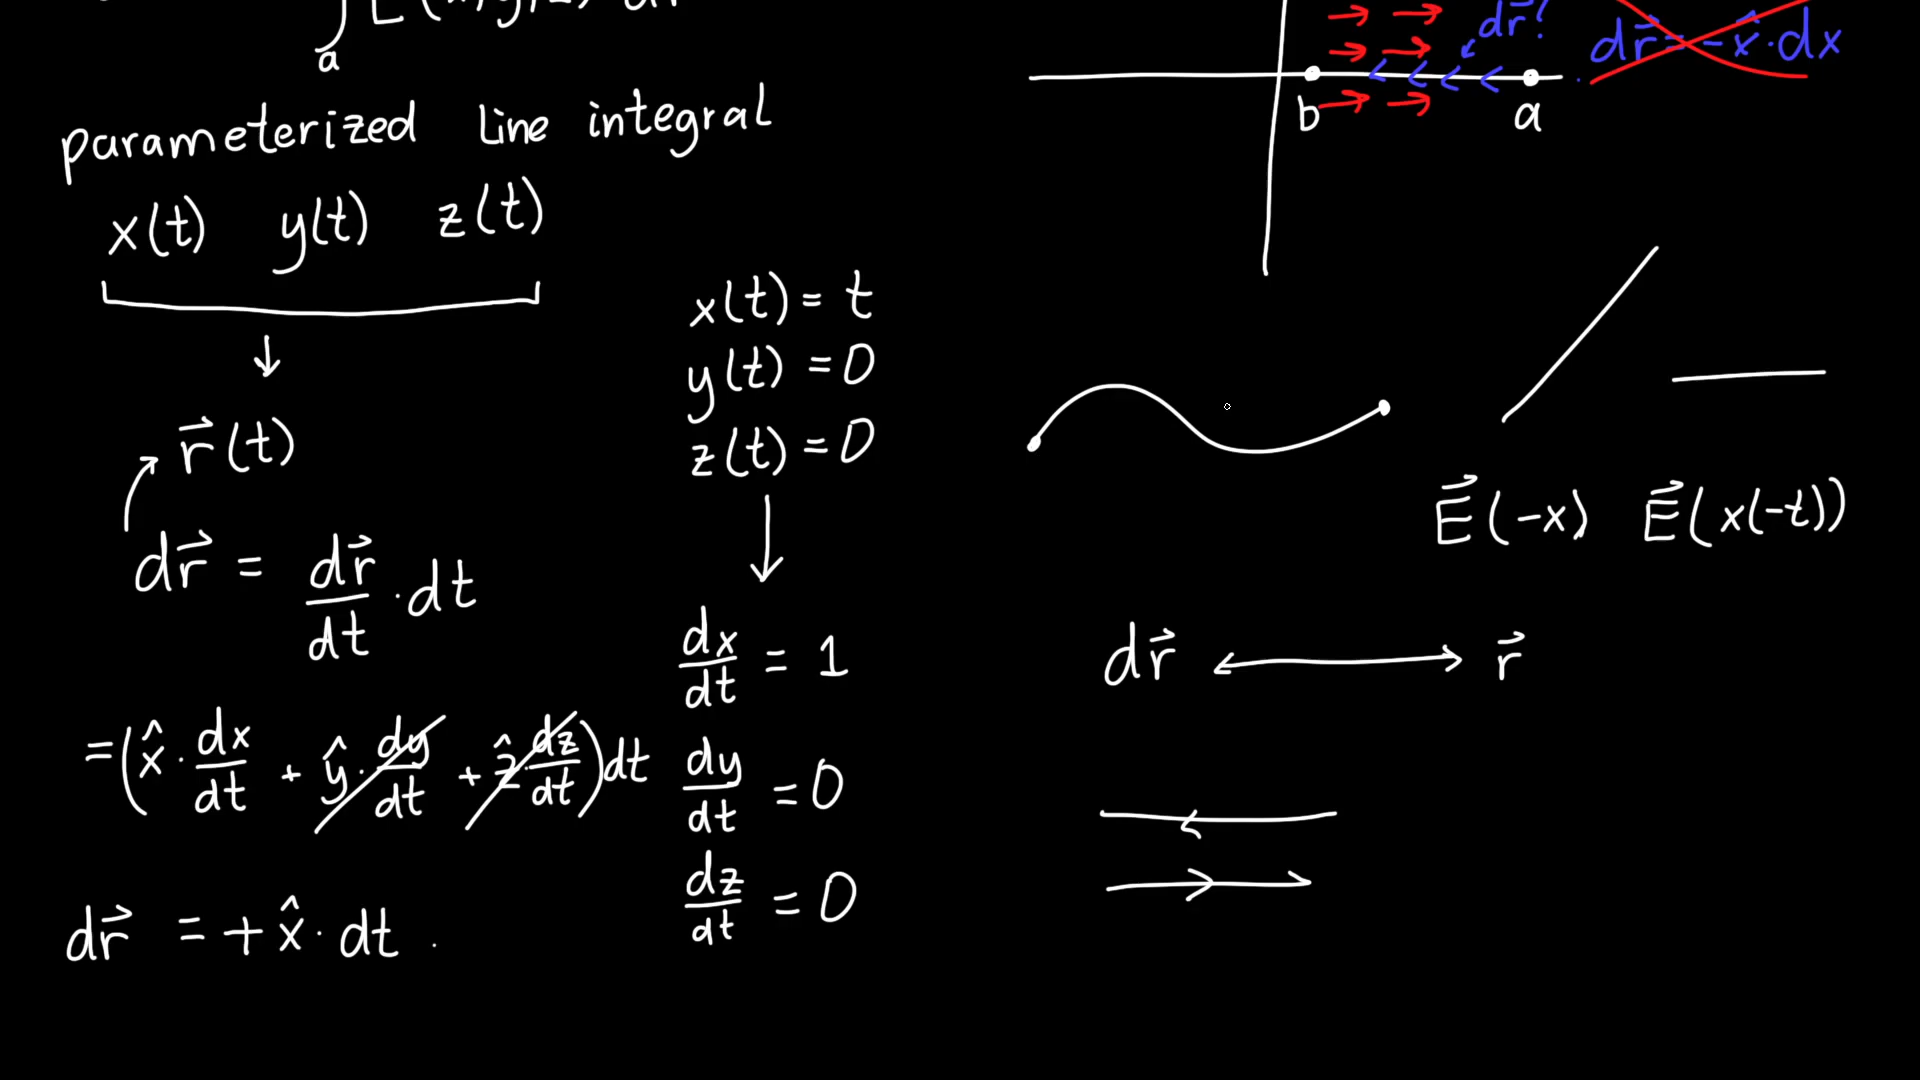 a
parameterized line integral
x(t) y(t) z(t)
r⃗(t)
dr⃗ = dr⃗/dt · dt
= (x̂ · dx/dt + ŷ · dy/dt + ẑ · dz/dt) dt
dr⃗ = + x̂ · dt
x(t) = t
y(t) = 0
z(t) = 0
dx/dt = 1
dy/dt = 0
dz/dt = 0
dr⃗?
dr⃗ = -x̂ · dx
b a
E⃗(-x) E⃗(x(-t))
dr⃗ ⟷ r⃗